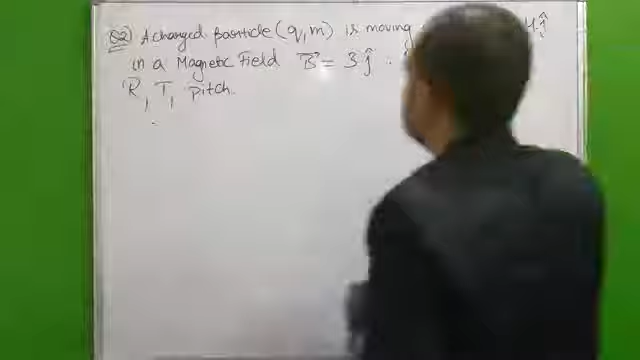 Q2) A charged particle (q, m) is moving
in a Magnetic Field B⃗ = 3ĵ .
R, T, pitch.